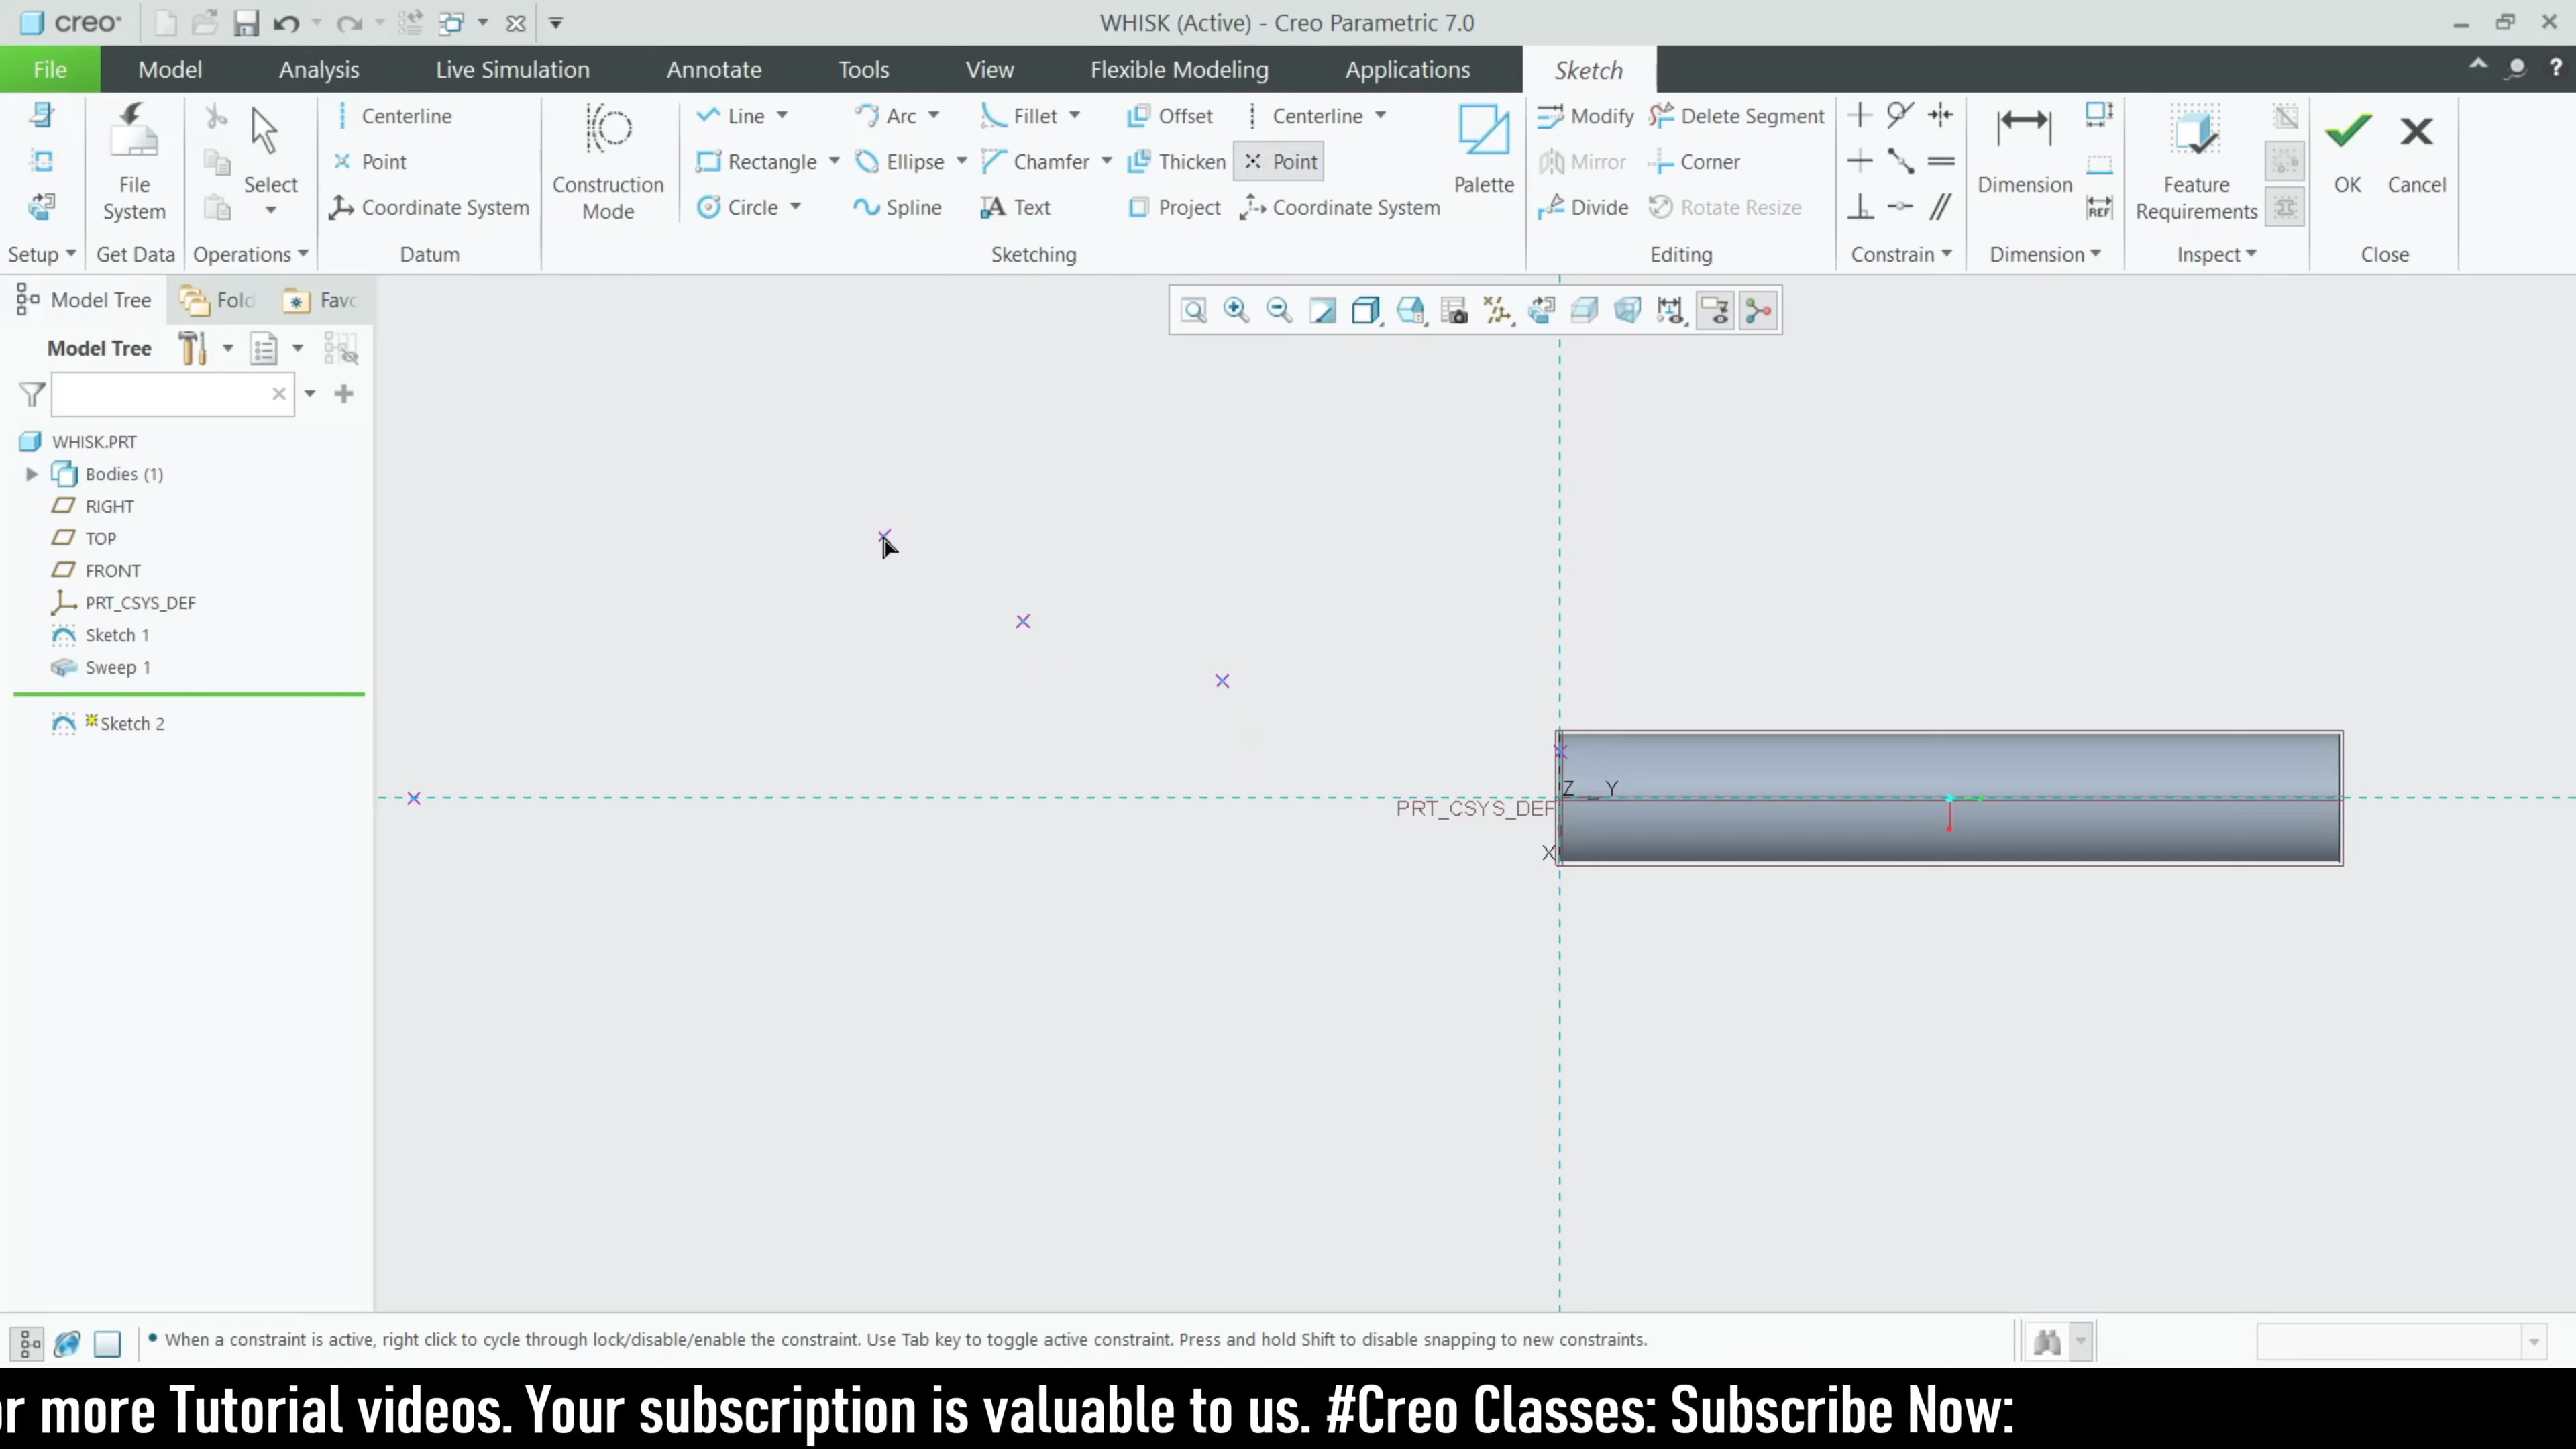 creo
WHISK (Active) - Creo Parametric 7.0
File Model Analysis Live Simulation Annotate Tools View Flexible Modeling Applications Sketch
Centerline Line Arc Fillet Offset Centerline Modify Delete Segment
Point Rectangle Ellipse Chamfer Thicken Point Mirror Corner
Coordinate System Circle Spline Text Project Coordinate System Divide Rotate Resize
File System
Select
Construction Mode
Palette
Dimension
REF
Feature Requirements
OK
Cancel
Setup Get Data Operations Datum Sketching Editing Constrain Dimension Inspect Close
Model Tree Fold Favo
Model Tree
WHISK.PRT
Bodies (1)
RIGHT
TOP
FRONT
PRT_CSYS_DEF
Sketch 1
Sweep 1
Sketch 2
Z Y
PRT_CSYS_DEF
X
When a constraint is active, right click to cycle through lock/disable/enable the constraint. Use Tab key to toggle active constraint. Press and hold Shift to disable snapping to new constraints.
or more Tutorial videos. Your subscription is valuable to us. #Creo Classes: Subscribe Now: